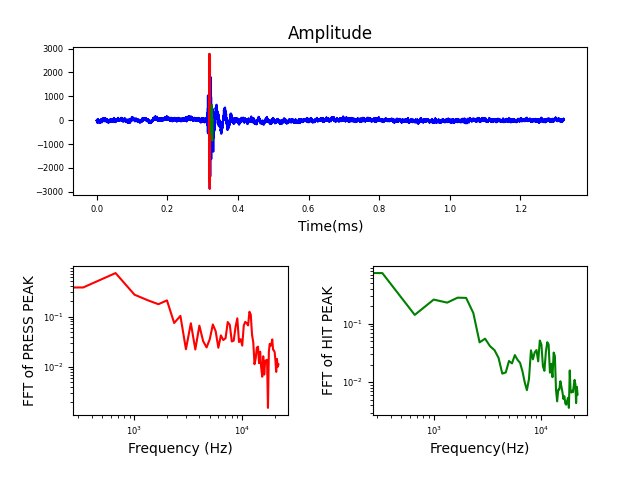 Amplitude
3000
2000
1000
0
−1000
−2000
−3000
0.0 0.2 0.4 0.6 0.8 1.0 1.2
Time(ms)
FFT of PRESS PEAK
10⁻¹
10⁻²
10³ 10⁴
Frequency (Hz)
FFT of HIT PEAK
10⁻¹
10⁻²
10³ 10⁴
Frequency(Hz)